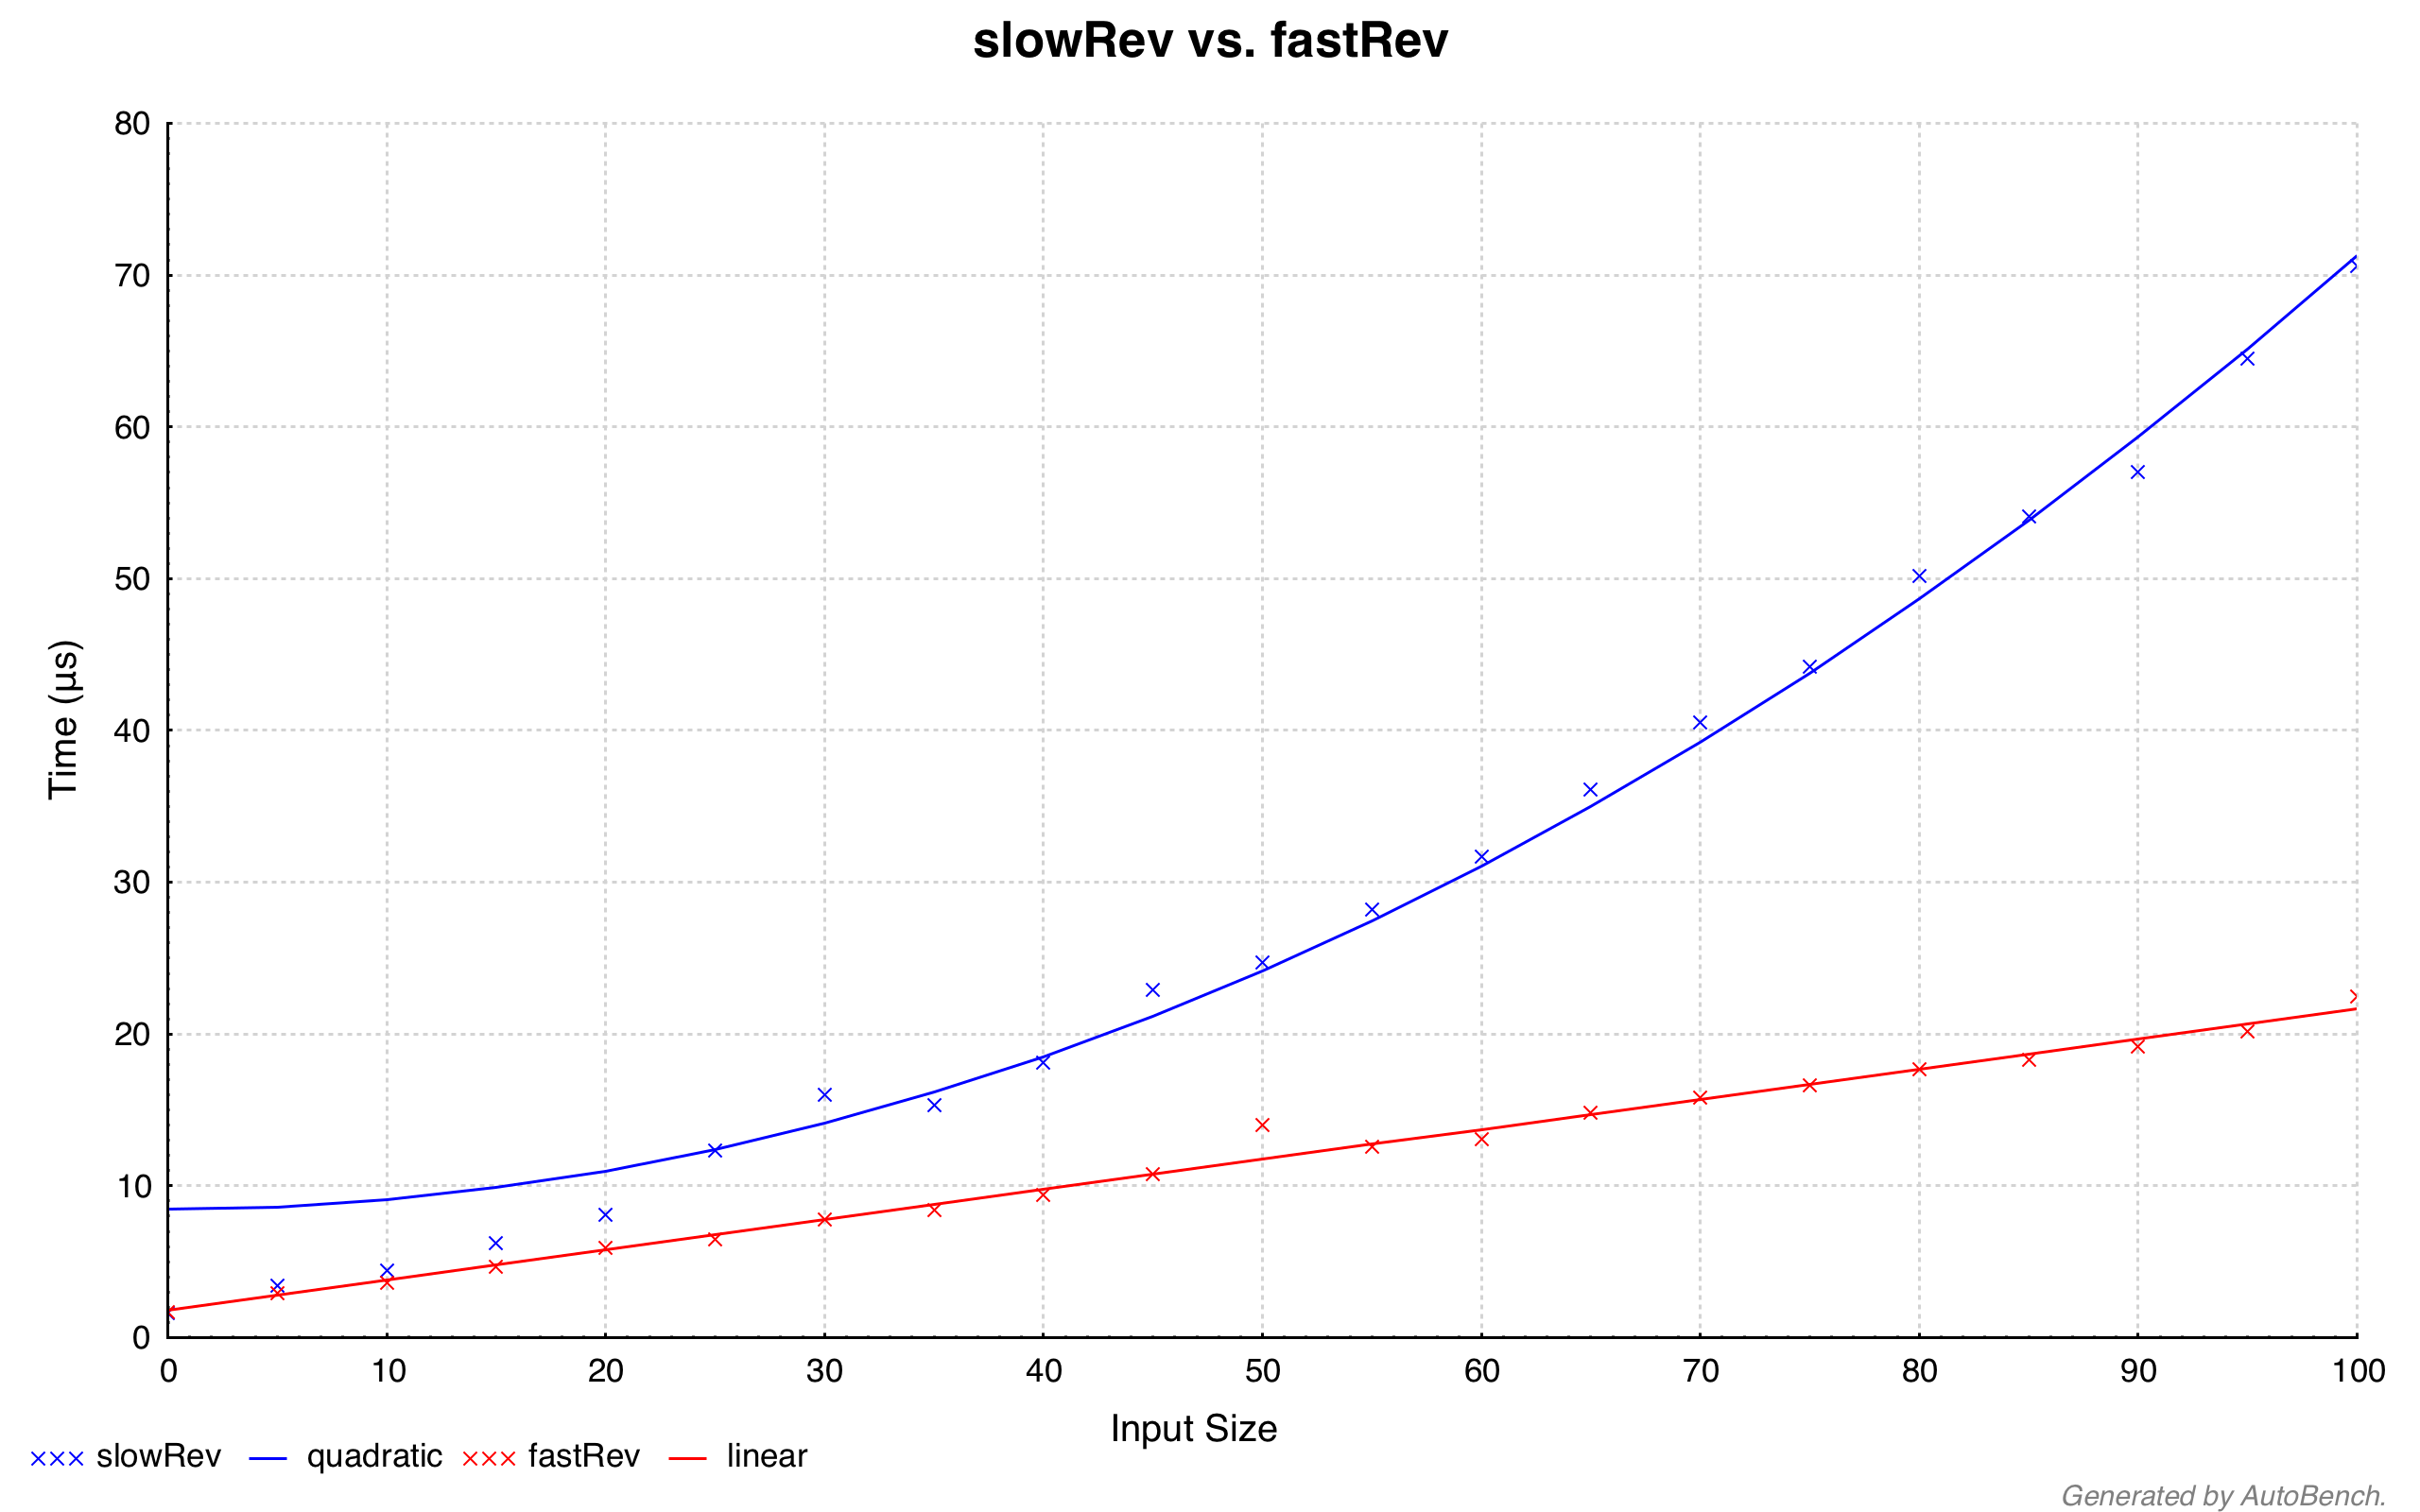 slowRev vs. fastRev
80
70
60
50
40
30
20
10
0
Time (µs)
0 10 20 30 40 50 60 70 80 90 100
Input Size
slowRev quadratic fastRev linear
Generated by AutoBench.